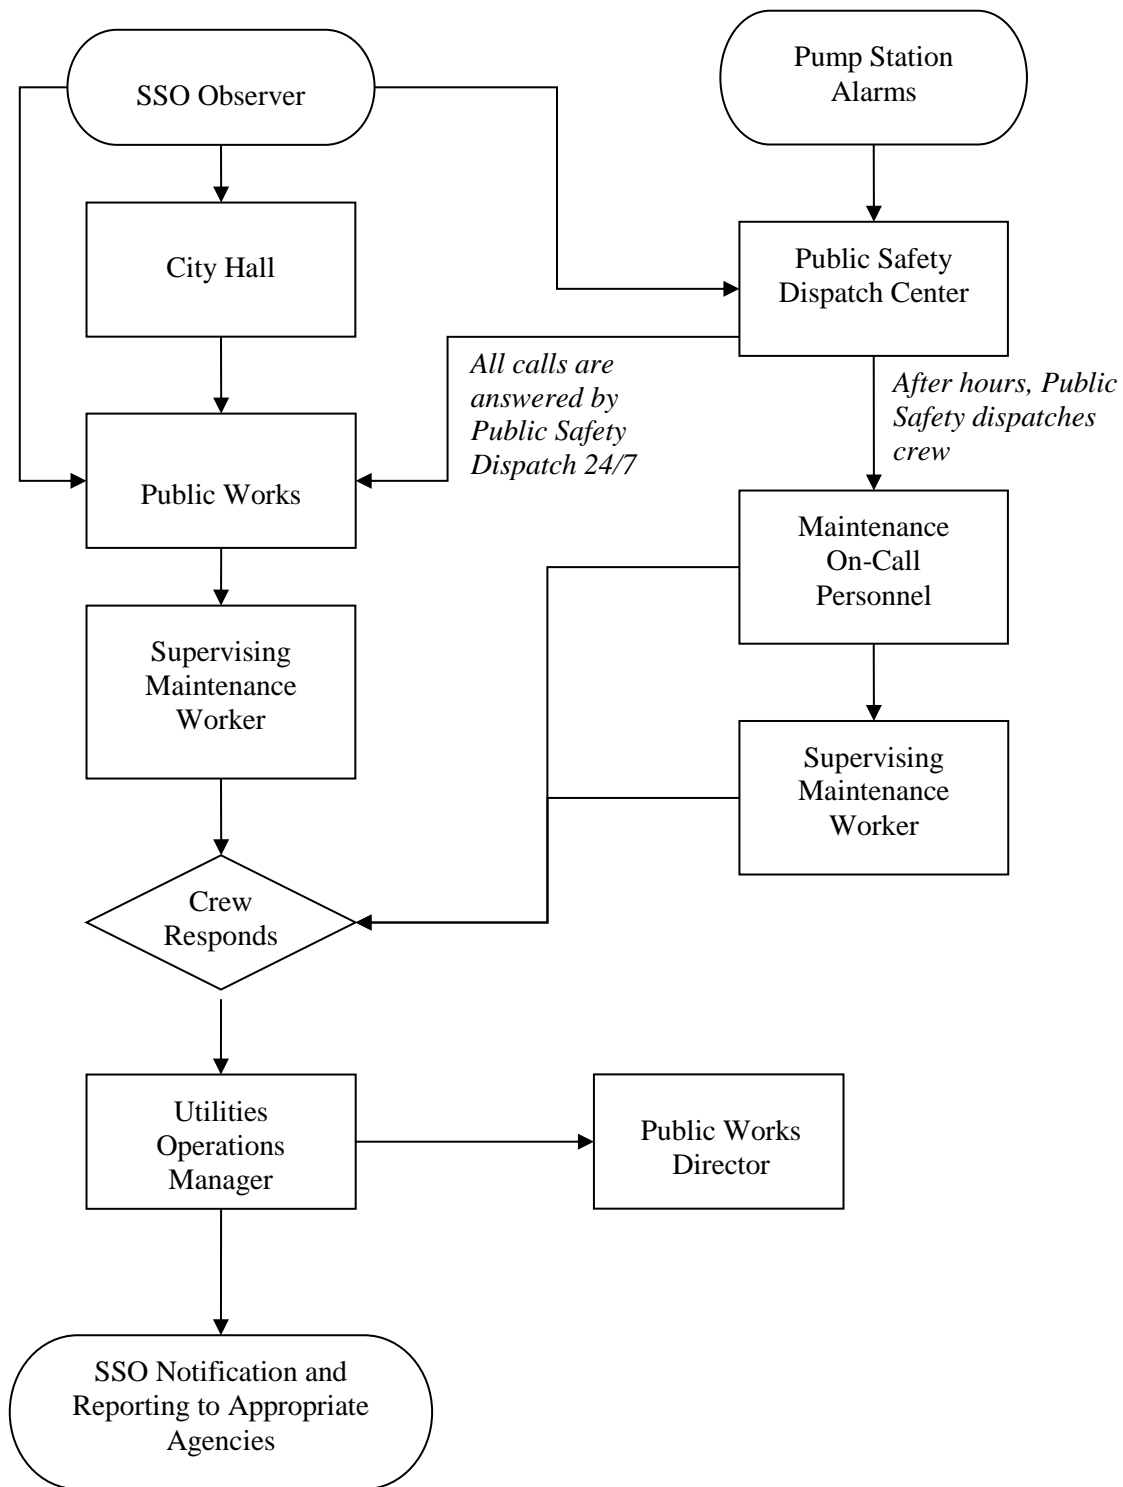 SSO Observer
Pump Station
Alarms
City Hall
Public Safety
Dispatch Center
All calls are
answered by
Public Safety
Dispatch 24/7
After hours, Public
Safety dispatches
crew
Public Works
Maintenance
On-Call
Personnel
Supervising
Maintenance
Worker
Supervising
Maintenance
Worker
Crew
Responds
Utilities
Operations
Manager
Public Works
Director
SSO Notification and
Reporting to Appropriate
Agencies